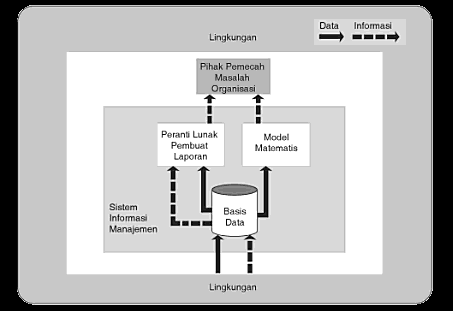 Lingkungan
Data
Informasi
Pihak Pemecah
Masalah
Organisasi
Peranti Lunak
Pembuat
Laporan
Model
Matematis
Sistem
Informasi
Manajemen
Basis
Data
Lingkungan